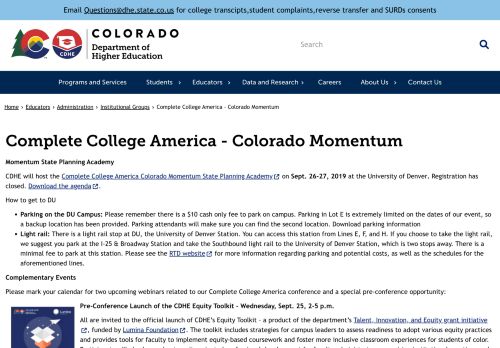 Email Questions@dhe.state.co.us for college transcipts,student complaints,reverse transfer and SURDs consents
CO
CDHE
COLORADO
Department of
Higher Education
Search
Programs and Services Students Educators Data and Research Careers About Us Contact Us
Home › Educators › Administration › Institutional Groups › Complete College America - Colorado Momentum
Complete College America - Colorado Momentum
Momentum State Planning Academy
CDHE will host the Complete College America Colorado Momentum State Planning Academy on Sept. 26-27, 2019 at the University of Denver. Registration has
closed. Download the agenda.
How to get to DU
• Parking on the DU Campus: Please remember there is a $10 cash only fee to park on campus. Parking in Lot E is extremely limited on the dates of our event, so
a backup location has been provided. Parking attendants will make sure you can find the second location. Download parking information
• Light rail: There is a light rail stop at DU, the University of Denver Station. You can access this station from Lines E, F, and H. If you choose to take the light rail,
we suggest you park at the I-25 & Broadway Station and take the Southbound light rail to the University of Denver Station, which is two stops away. There is a
minimal fee to park at this station. Please see the RTD website for more information regarding parking and potential costs, as well as the schedules for the
aforementioned lines.
Complementary Events
Please mark your calendar for two upcoming webinars related to our Complete College America conference and a special pre-conference opportunity:
Pre-Conference Launch of the CDHE Equity Toolkit - Wednesday, Sept. 25, 2-5 p.m.
All are invited to the official launch of CDHE's Equity Toolkit - a product of the department's Talent, Innovation, and Equity grant initiative
, funded by Lumina Foundation. The toolkit includes strategies for campus leaders to assess readiness to adopt various equity practices
and provides tools for faculty to implement equity-based coursework and foster more inclusive classroom experiences for students of color.